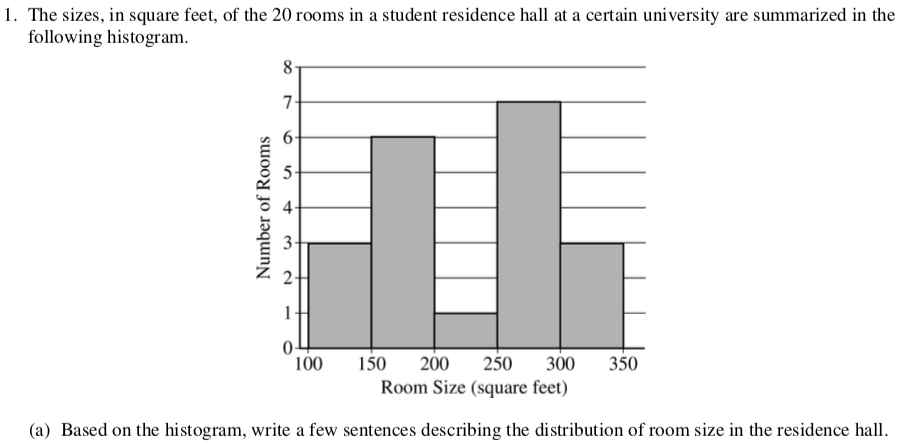 1. The sizes, in square feet, of the 20 rooms in a student residence hall at a certain university are summarized in the
following histogram.
8
7
6
5
4
3
2
1
0
Number of Rooms
100 150 200 250 300 350
Room Size (square feet)
(a) Based on the histogram, write a few sentences describing the distribution of room size in the residence hall.